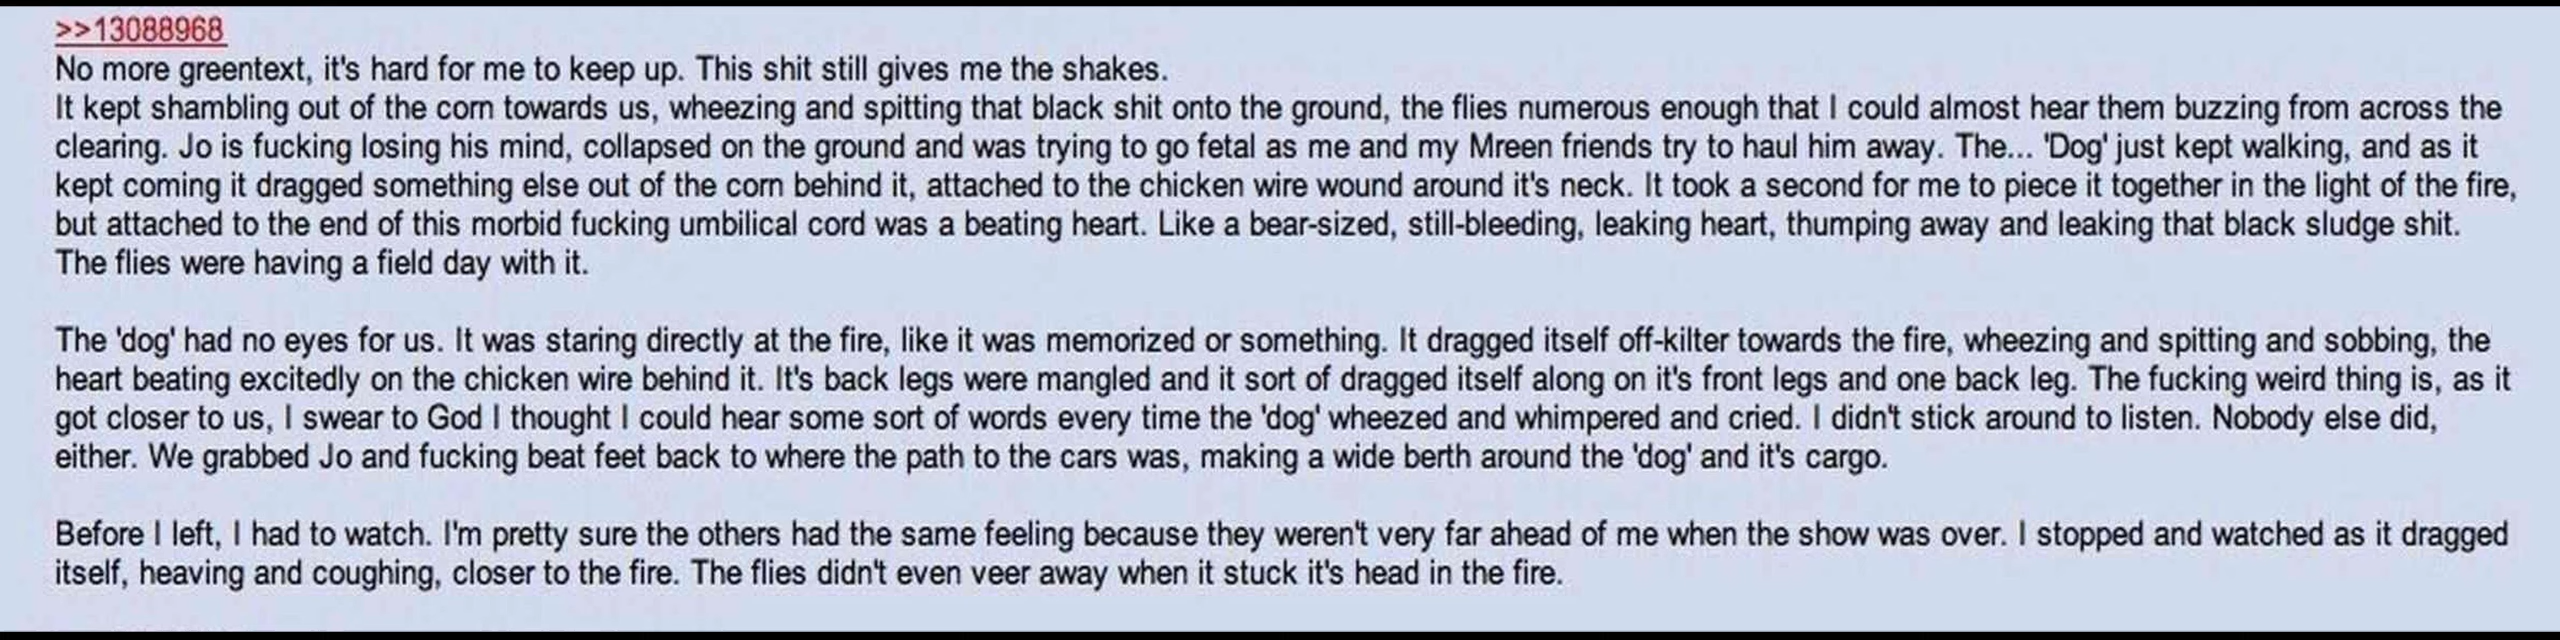 >>13088968
No more greentext, it's hard for me to keep up. This shit still gives me the shakes.
It kept shambling out of the corn towards us, wheezing and spitting that black shit onto the ground, the flies numerous enough that I could almost hear them buzzing from across the
clearing. Jo is fucking losing his mind, collapsed on the ground and was trying to go fetal as me and my Mreen friends try to haul him away. The... 'Dog' just kept walking, and as it
kept coming it dragged something else out of the corn behind it, attached to the chicken wire wound around it's neck. It took a second for me to piece it together in the light of the fire,
but attached to the end of this morbid fucking umbilical cord was a beating heart. Like a bear-sized, still-bleeding, leaking heart, thumping away and leaking that black sludge shit.
The flies were having a field day with it.
The 'dog' had no eyes for us. It was staring directly at the fire, like it was memorized or something. It dragged itself off-kilter towards the fire, wheezing and spitting and sobbing, the
heart beating excitedly on the chicken wire behind it. It's back legs were mangled and it sort of dragged itself along on it's front legs and one back leg. The fucking weird thing is, as it
got closer to us, I swear to God I thought I could hear some sort of words every time the 'dog' wheezed and whimpered and cried. I didn't stick around to listen. Nobody else did,
either. We grabbed Jo and fucking beat feet back to where the path to the cars was, making a wide berth around the 'dog' and it's cargo.
Before I left, I had to watch. I'm pretty sure the others had the same feeling because they weren't very far ahead of me when the show was over. I stopped and watched as it dragged
itself, heaving and coughing, closer to the fire. The flies didn't even veer away when it stuck it's head in the fire.